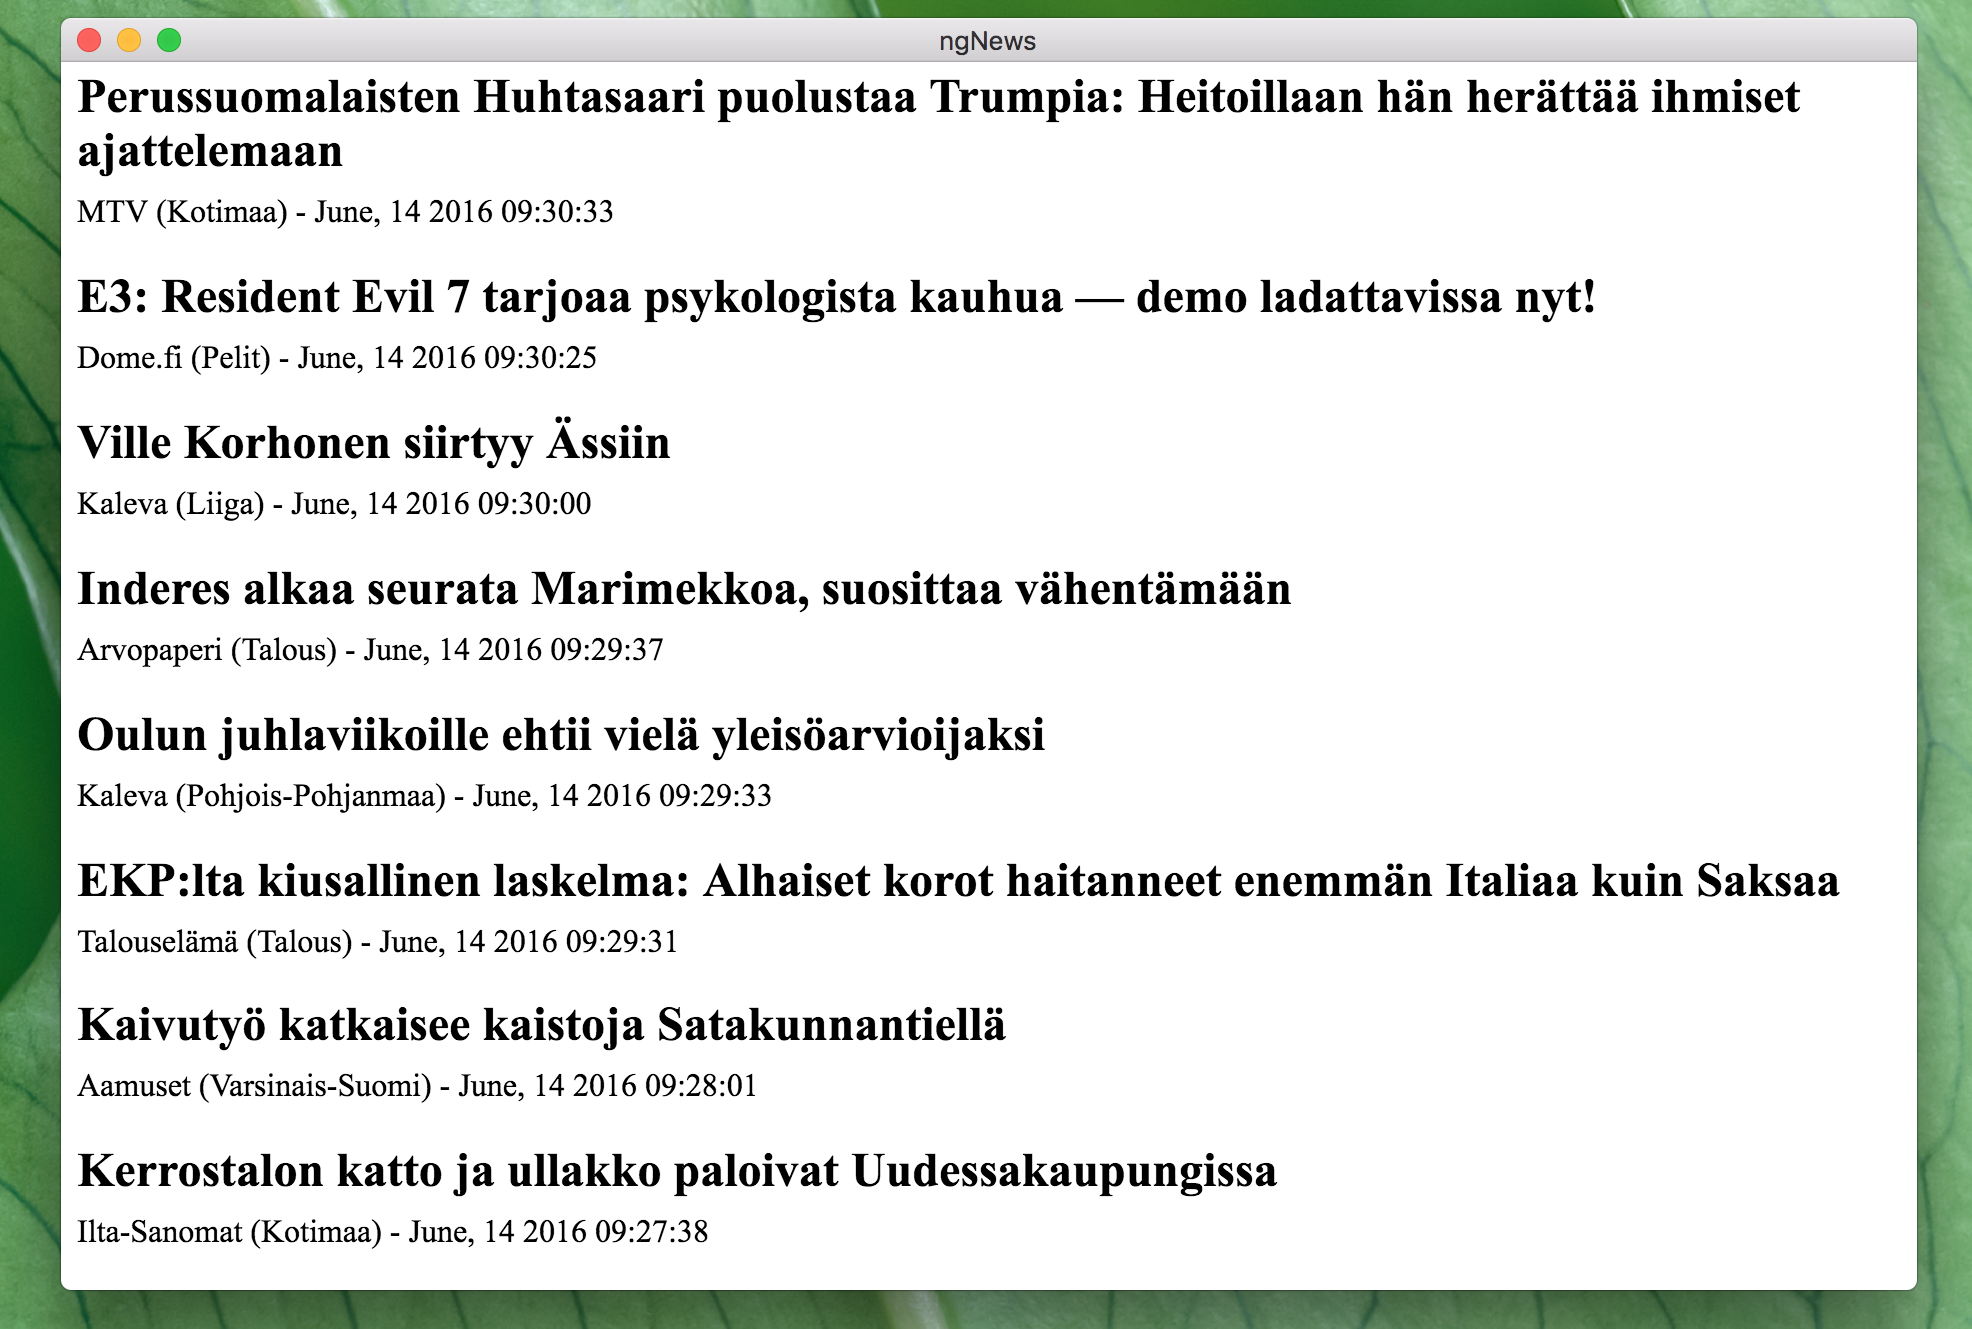 ngNews
Perussuomalaisten Huhtasaari puolustaa Trumpia: Heitoillaan hän herättää ihmiset
ajattelemaan
MTV (Kotimaa) - June, 14 2016 09:30:33
E3: Resident Evil 7 tarjoaa psykologista kauhua — demo ladattavissa nyt!
Dome.fi (Pelit) - June, 14 2016 09:30:25
Ville Korhonen siirtyy Ässiin
Kaleva (Liiga) - June, 14 2016 09:30:00
Inderes alkaa seurata Marimekkoa, suosittaa vähentämään
Arvopaperi (Talous) - June, 14 2016 09:29:37
Oulun juhlaviikoille ehtii vielä yleisöarvioijaksi
Kaleva (Pohjois-Pohjanmaa) - June, 14 2016 09:29:33
EKP:lta kiusallinen laskelma: Alhaiset korot haitanneet enemmän Italiaa kuin Saksaa
Talouselämä (Talous) - June, 14 2016 09:29:31
Kaivutyö katkaisee kaistoja Satakunnantiellä
Aamuset (Varsinais-Suomi) - June, 14 2016 09:28:01
Kerrostalon katto ja ullakko paloivat Uudessakaupungissa
Ilta-Sanomat (Kotimaa) - June, 14 2016 09:27:38